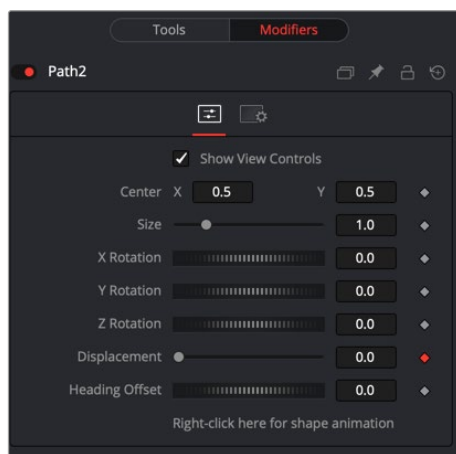 Tools Modifiers
Path2
Show View Controls
Center X 0.5 Y 0.5
Size 1.0
X Rotation 0.0
Y Rotation 0.0
Z Rotation 0.0
Displacement 0.0
Heading Offset 0.0
Right-click here for shape animation